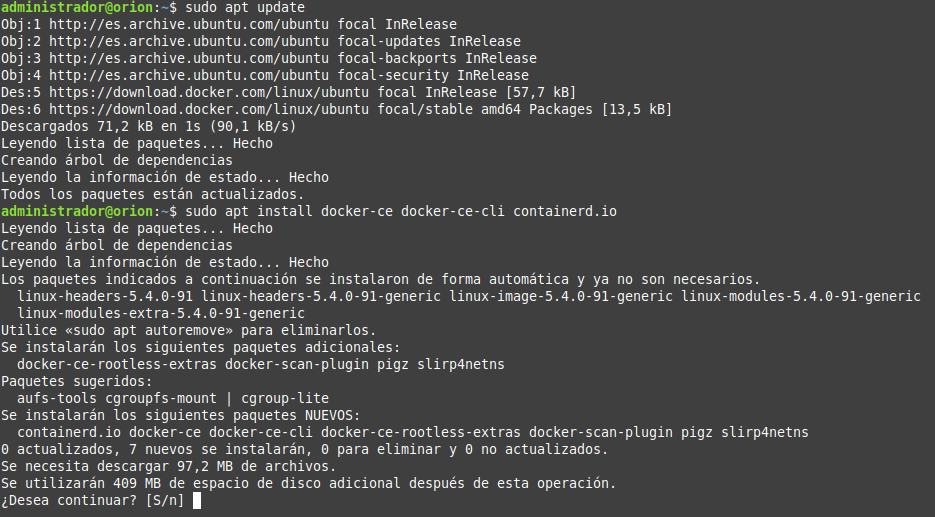 administrador@orion:~$ sudo apt update
Obj:1 http://es.archive.ubuntu.com/ubuntu focal InRelease
Obj:2 http://es.archive.ubuntu.com/ubuntu focal-updates InRelease
Obj:3 http://es.archive.ubuntu.com/ubuntu focal-backports InRelease
Obj:4 http://es.archive.ubuntu.com/ubuntu focal-security InRelease
Des:5 https://download.docker.com/linux/ubuntu focal InRelease [57,7 kB]
Des:6 https://download.docker.com/linux/ubuntu focal/stable amd64 Packages [13,5 kB]
Descargados 71,2 kB en 1s (90,1 kB/s)
Leyendo lista de paquetes... Hecho
Creando árbol de dependencias
Leyendo la información de estado... Hecho
Todos los paquetes están actualizados.
administrador@orion:~$ sudo apt install docker-ce docker-ce-cli containerd.io
Leyendo lista de paquetes... Hecho
Creando árbol de dependencias
Leyendo la información de estado... Hecho
Los paquetes indicados a continuación se instalaron de forma automática y ya no son necesarios.
  linux-headers-5.4.0-91 linux-headers-5.4.0-91-generic linux-image-5.4.0-91-generic linux-modules-5.4.0-91-generic
  linux-modules-extra-5.4.0-91-generic
Utilice «sudo apt autoremove» para eliminarlos.
Se instalarán los siguientes paquetes adicionales:
  docker-ce-rootless-extras docker-scan-plugin pigz slirp4netns
Paquetes sugeridos:
  aufs-tools cgroupfs-mount | cgroup-lite
Se instalarán los siguientes paquetes NUEVOS:
  containerd.io docker-ce docker-ce-cli docker-ce-rootless-extras docker-scan-plugin pigz slirp4netns
0 actualizados, 7 nuevos se instalarán, 0 para eliminar y 0 no actualizados.
Se necesita descargar 97,2 MB de archivos.
Se utilizarán 409 MB de espacio de disco adicional después de esta operación.
¿Desea continuar? [S/n]